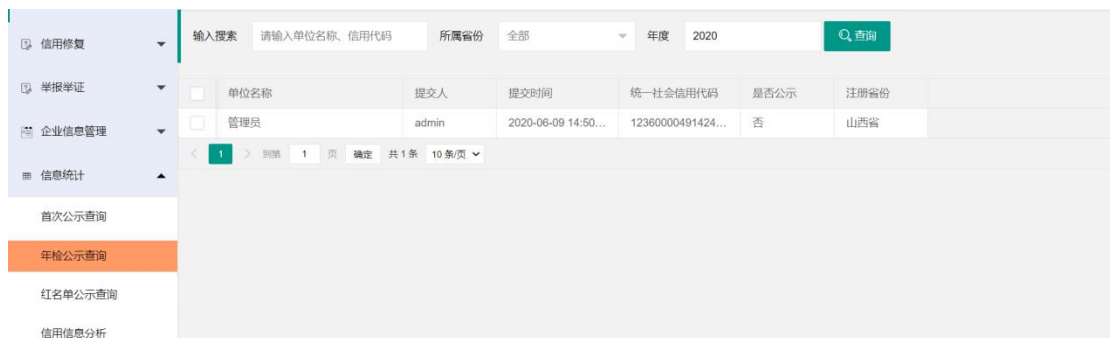 信用修复
举报举证
企业信息管理
信息统计
首次公示查询
年检公示查询
红名单公示查询
信用信息分析
输入搜索 请输入单位名称、信用代码 所属省份 全部 年度 2020 查询
单位名称 提交人 提交时间 统一社会信用代码 是否公示 注册省份
管理员 admin 2020-06-09 14:50... 12360000491424... 否 山西省
< 1 > 到第 1 页 确定 共1条 10条/页